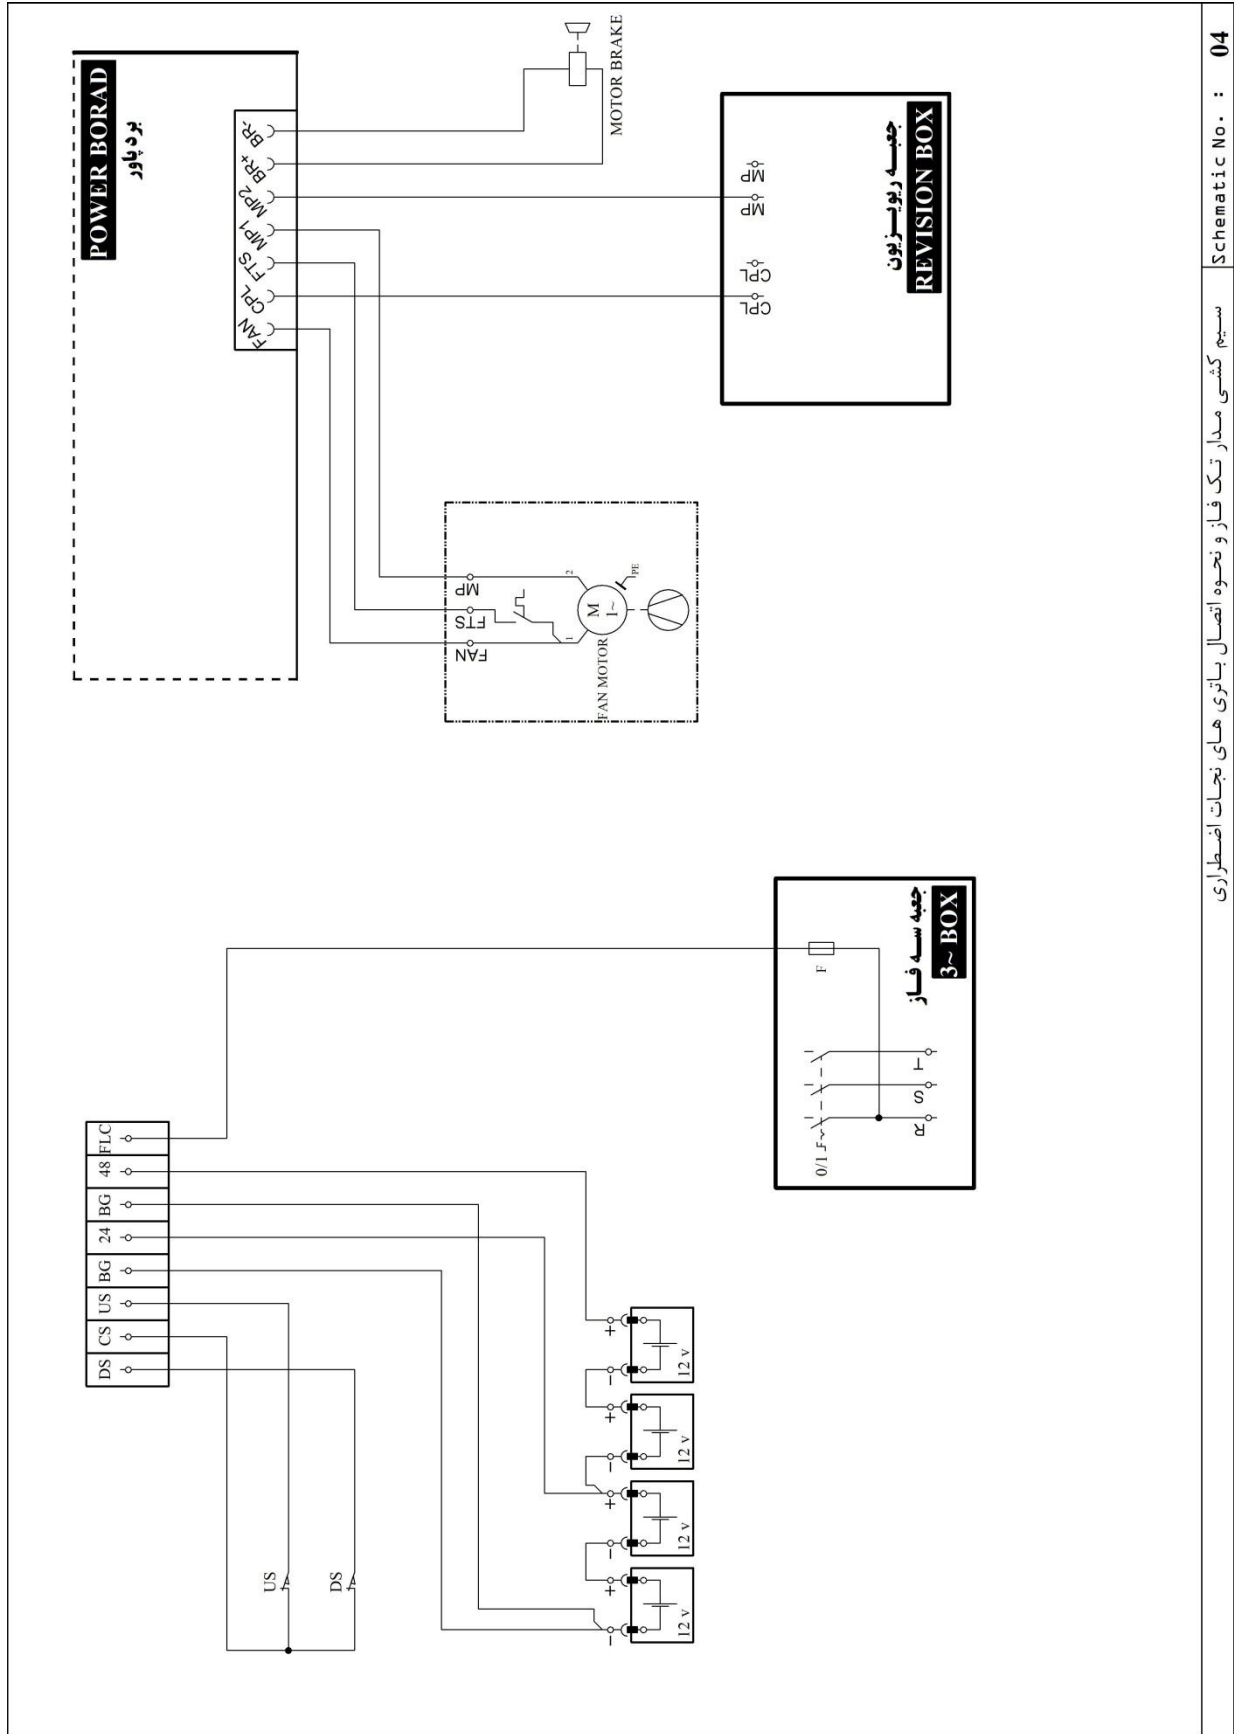 Schematic No. : 04
سیم کشی مدار تک فاز و نحوه اتصال باتری های نجات اضطراری
POWER BORAD
برد پاور
BR-
BR+
MP2
MP1
FTS
CPL
FAN
MOTOR BRAKE
جعبه ریویزیون
REVISION BOX
MP
MP
CPL
CPL
MP
FTS
FAN
2
1
M
1~
PE
FAN MOTOR
جعبه سه فاز
3~ BOX
F
T
S
R
0/1
FLC
48
BG
24
BG
US
CS
DS
US
DS
+
-
12 v
+
-
12 v
+
-
12 v
+
-
12 v